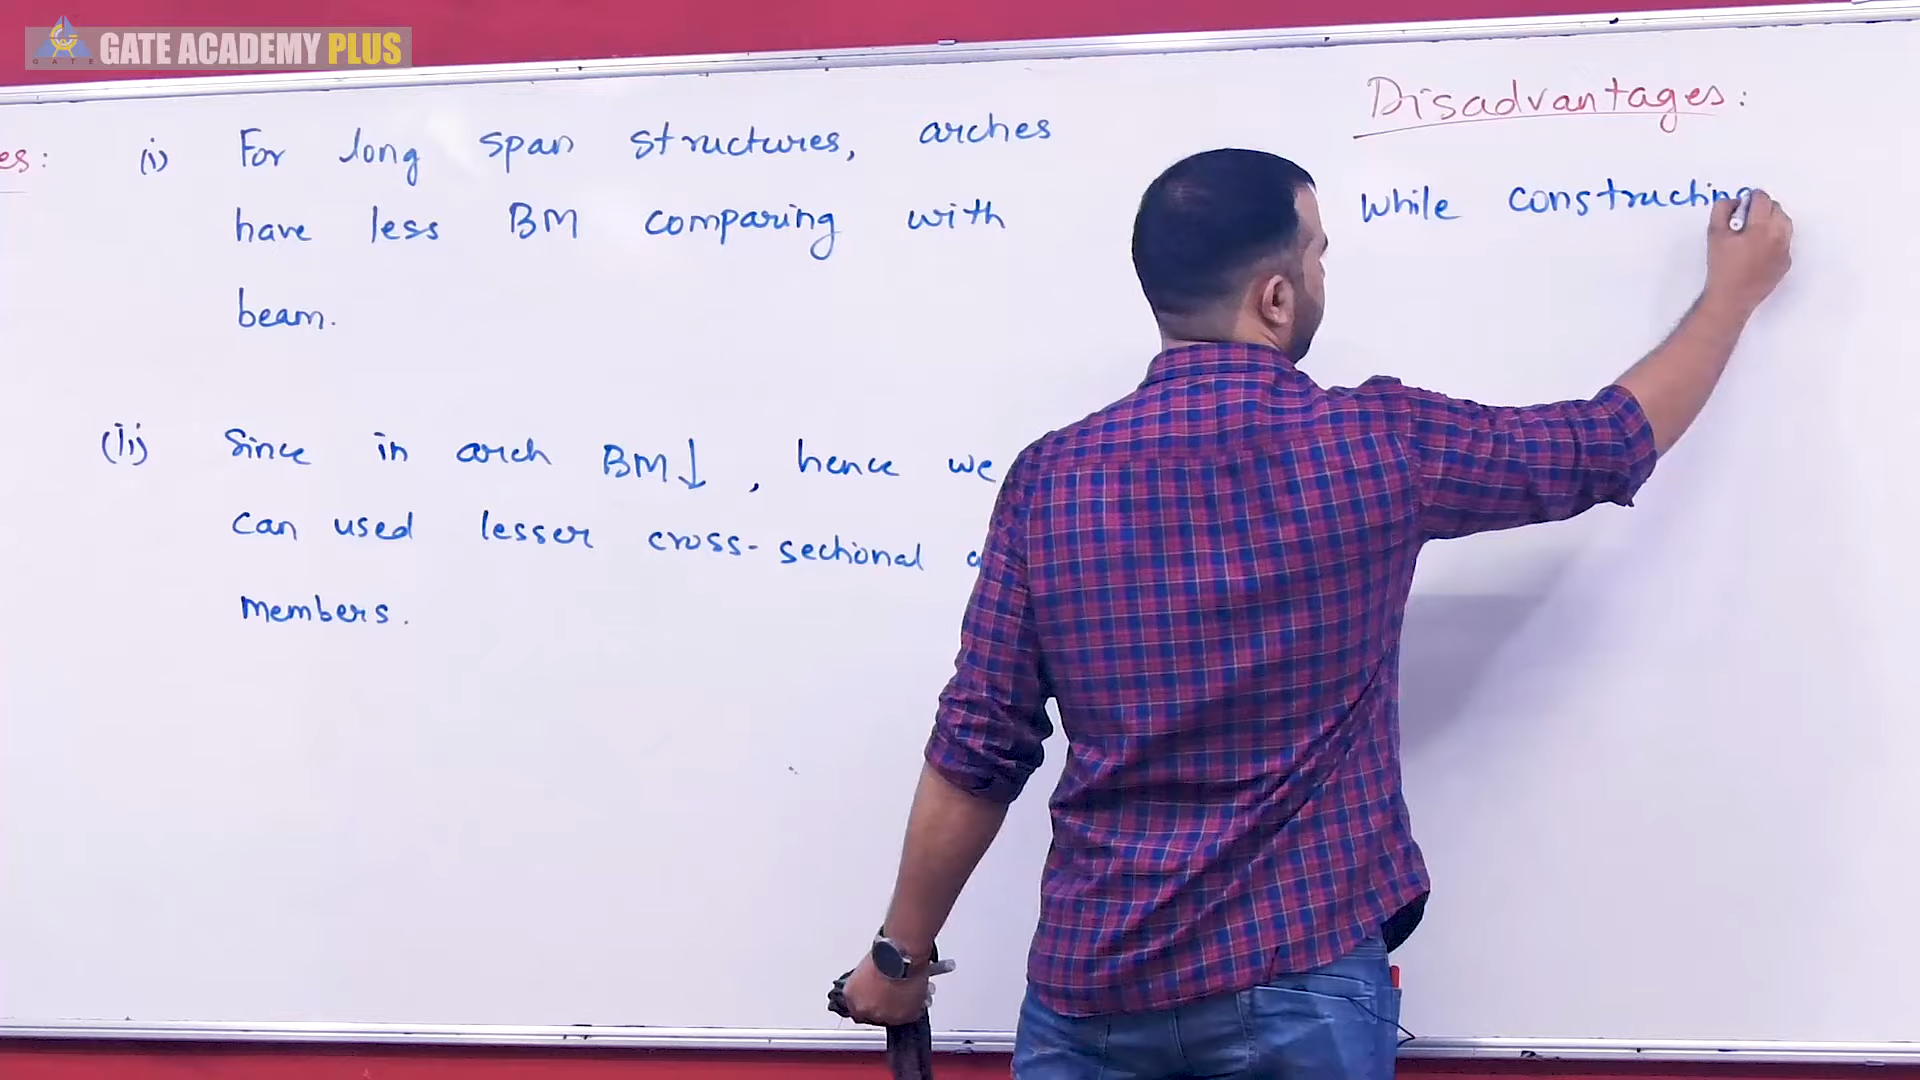 GATE ACADEMY PLUS
GATE
es:
(i) For long span structures, arches
have less BM comparing with
beam.
(ii) Since in arch BM↓, hence we
can used lesser cross-sectional
members.
Disadvantages:
While constructing